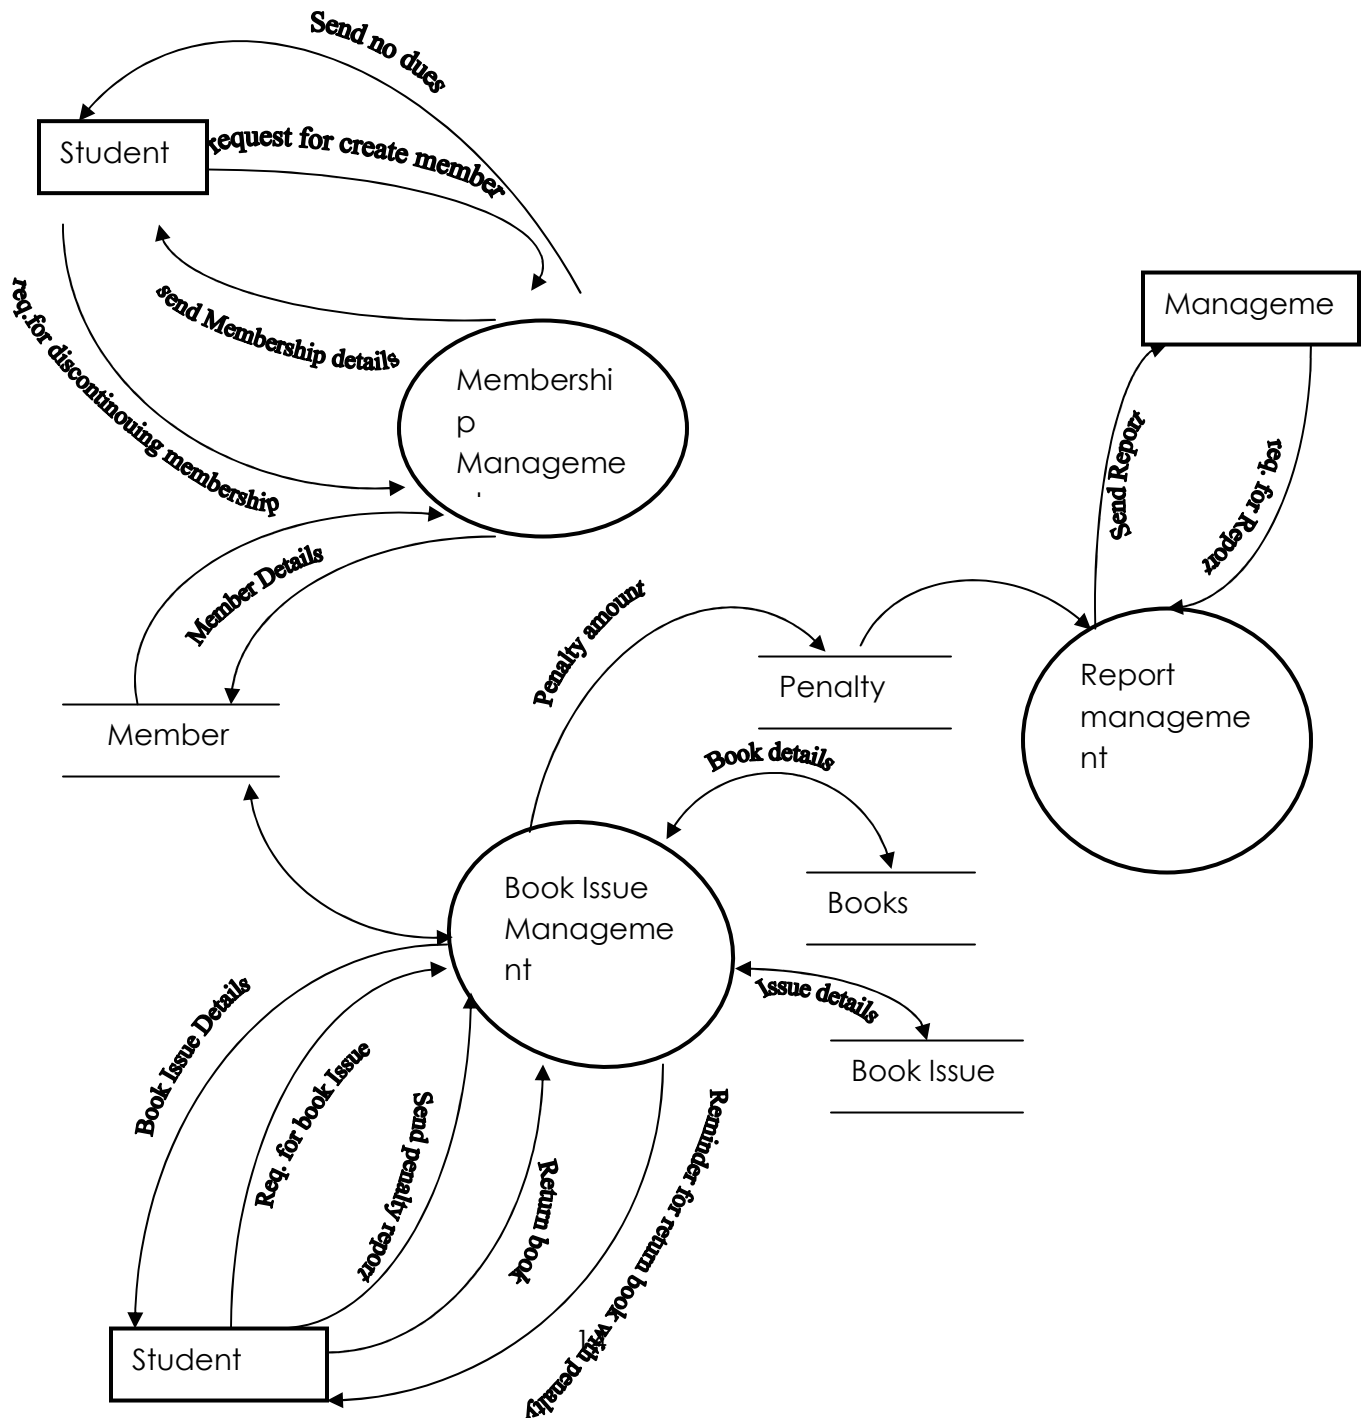 Send no dues
Student
request for create member
send Membership details
req.for discontinouing membership
Manageme
Membershi
p
Manageme
Send Report
req. for Report
Member Details
Penalty amount
Member
Penalty
Report
manageme
nt
Book details
Book Issue
Manageme
nt
Books
Issue details
Book Issue
Book Issue Details
Req. for book Issue
Send penalty report
Return book
Reminder for return book with penalty
Student